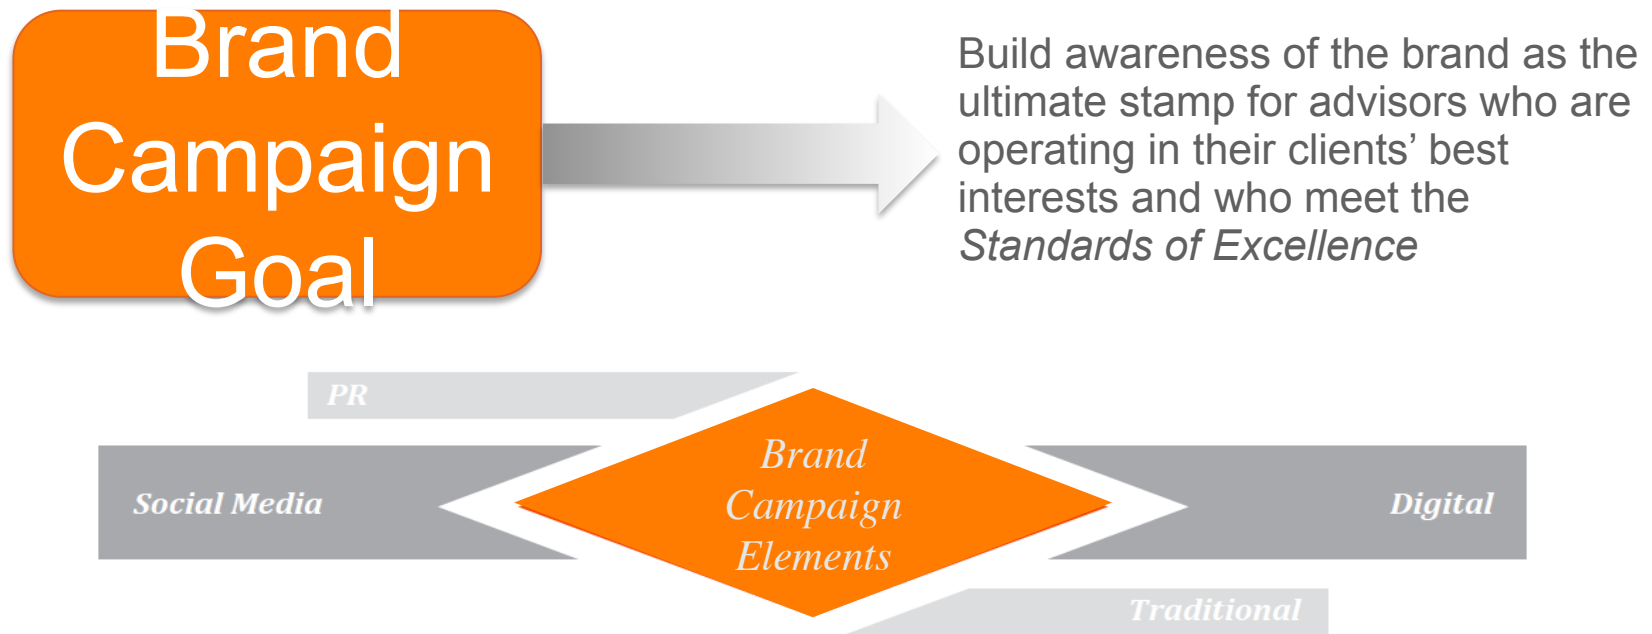 Brand
Campaign
Goal
Build awareness of the brand as the
ultimate stamp for advisors who are
operating in their clients’ best
interests and who meet the
Standards of Excellence
PR
Social Media
Brand
Campaign
Elements
Digital
Traditional